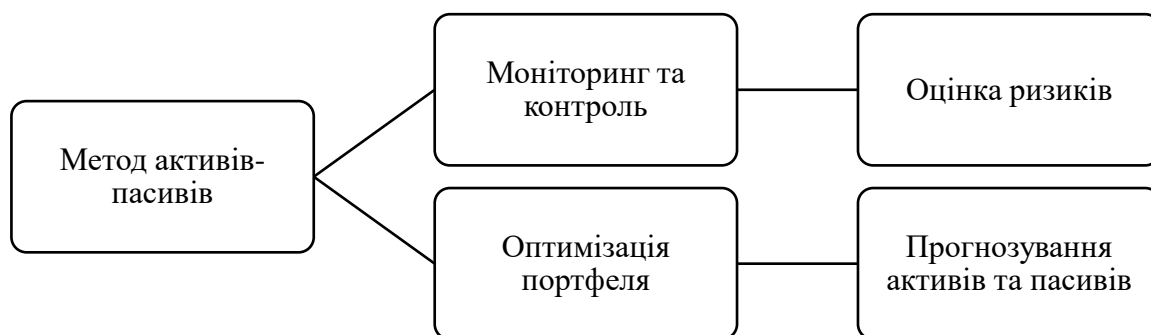 Метод активів-
пасивів
Моніторинг та
контроль
Оцінка ризиків
Оптимізація
портфеля
Прогнозування
активів та пасивів